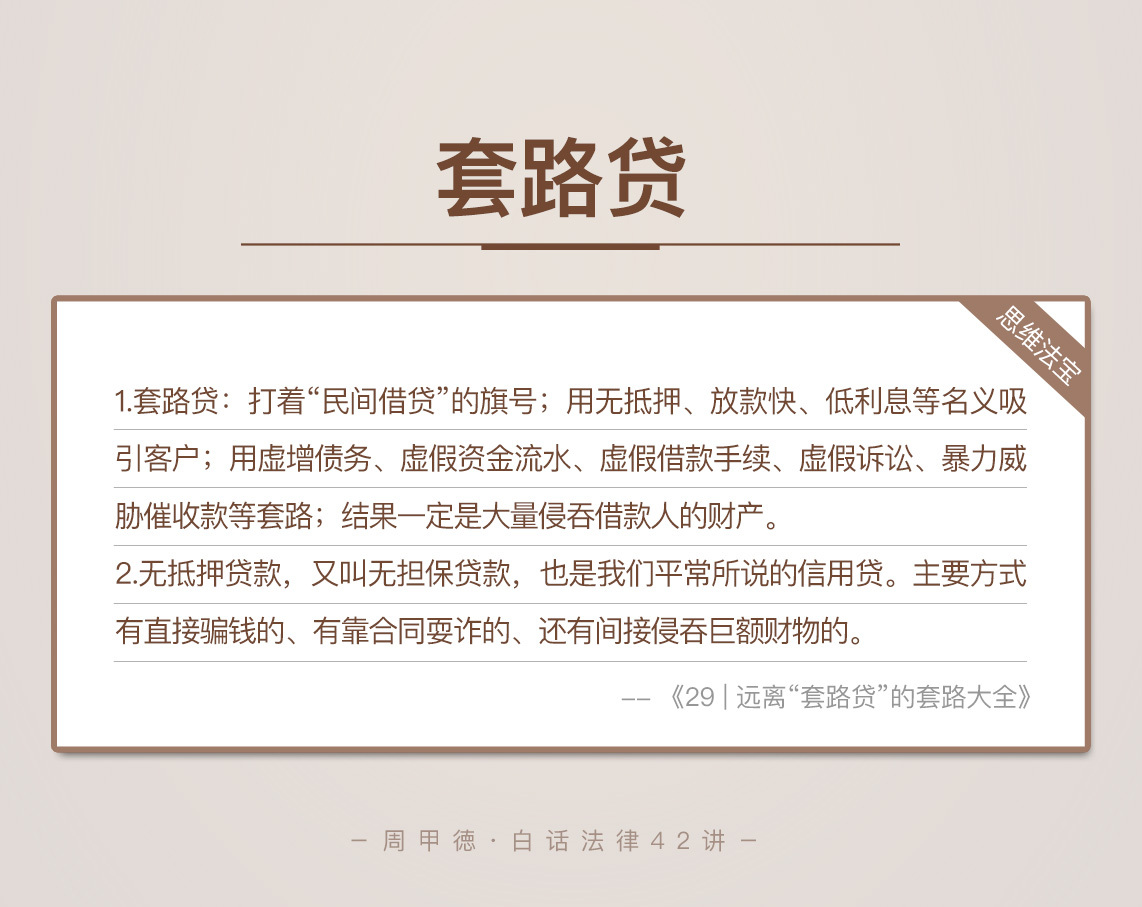 套路贷
思维法宝
1.套路贷：打着“民间借贷”的旗号；用无抵押、放款快、低利息等名义吸
引客户；用虚增债务、虚假资金流水、虚假借款手续、虚假诉讼、暴力威
胁催收款等套路；结果一定是大量侵吞借款人的财产。
2.无抵押贷款，又叫无担保贷款，也是我们平常所说的信用贷。主要方式
有直接骗钱的、有靠合同耍诈的、还有间接侵吞巨额财物的。
-- 《29 | 远离“套路贷”的套路大全》
– 周甲德·白话法律42讲 –